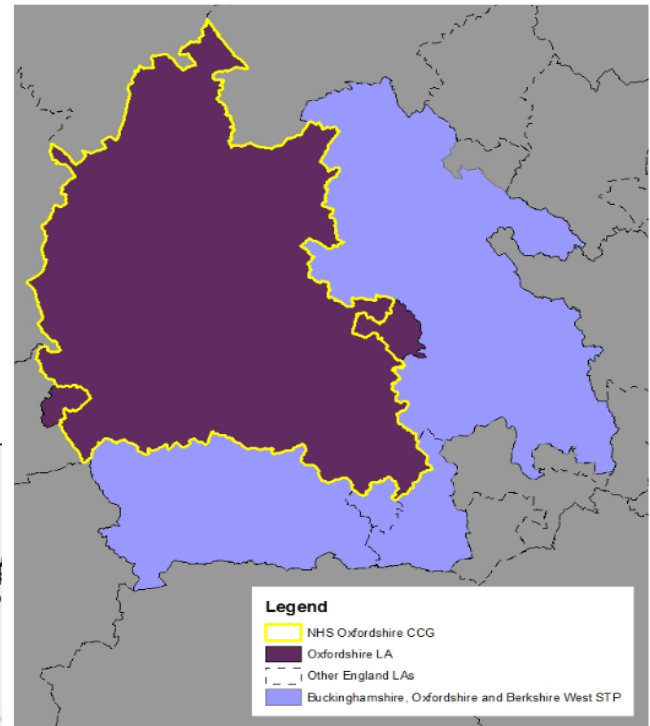 Legend
NHS Oxfordshire CCG
Oxfordshire LA
Other England LAs
Buckinghamshire, Oxfordshire and Berkshire West STP